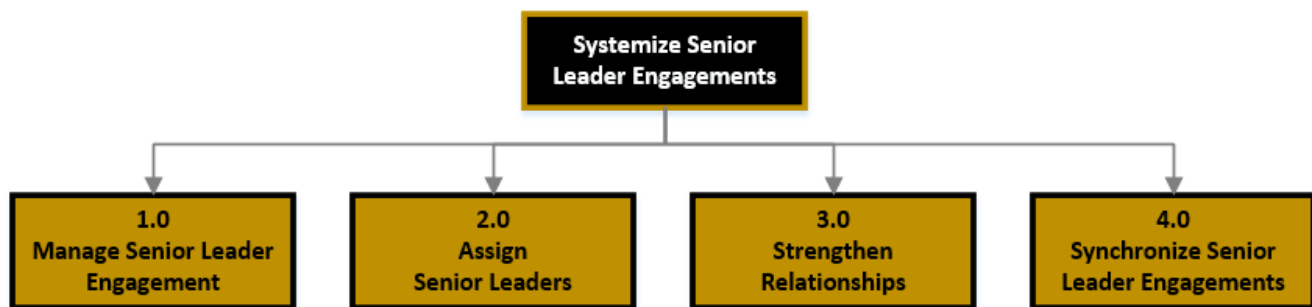 Systemize Senior
Leader Engagements
1.0
Manage Senior Leader
Engagement
2.0
Assign
Senior Leaders
3.0
Strengthen
Relationships
4.0
Synchronize Senior
Leader Engagements